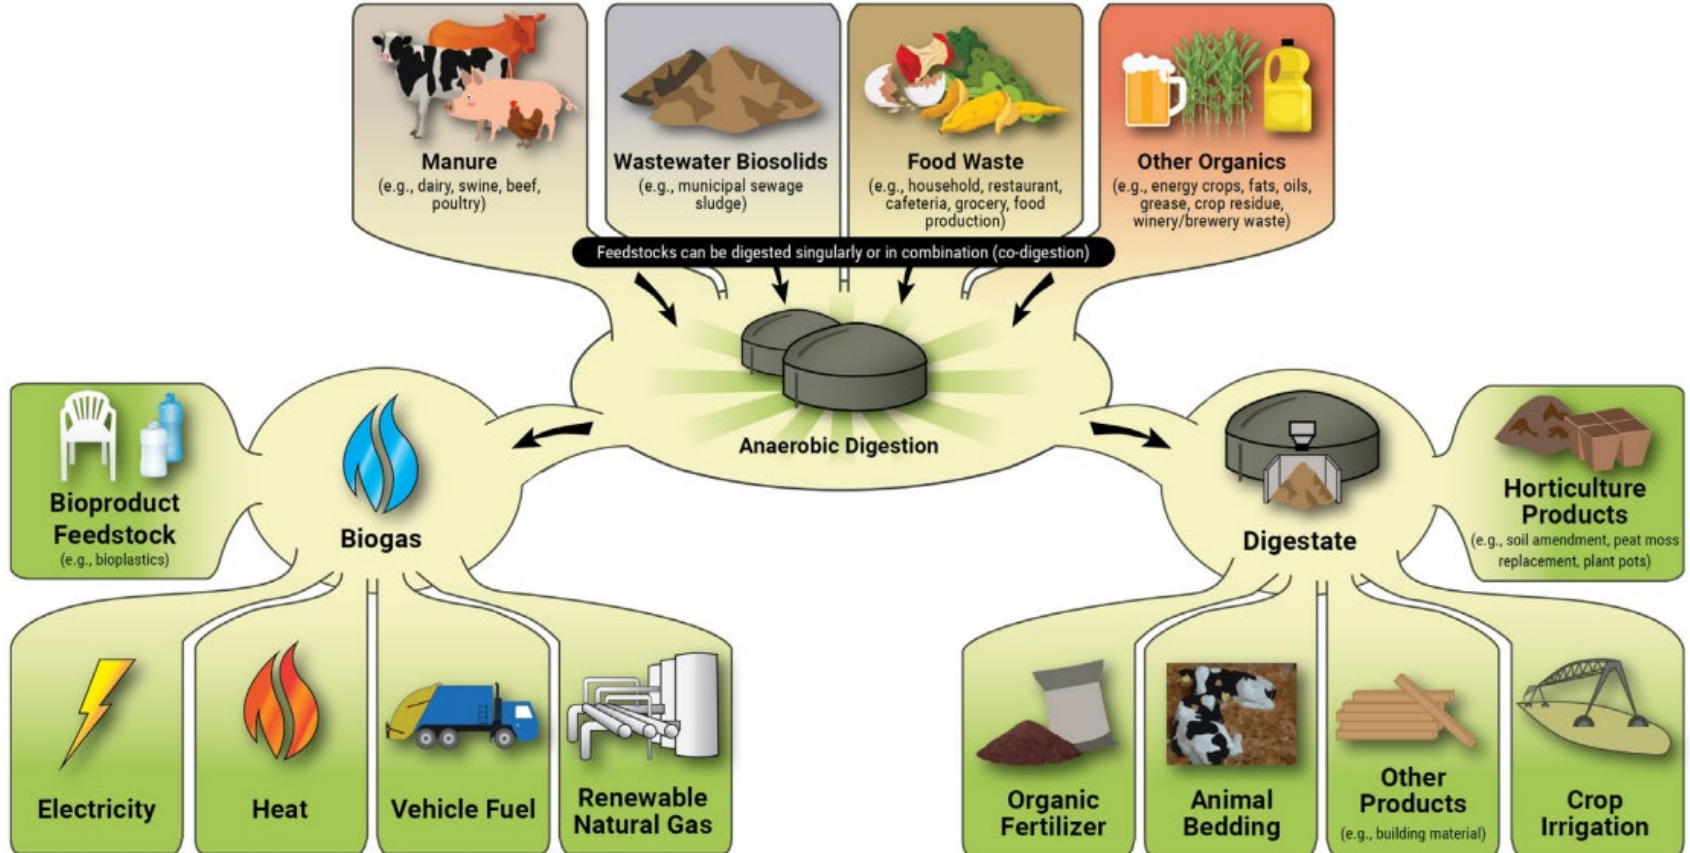 Manure
(e.g., dairy, swine, beef,
poultry)
Wastewater Biosolids
(e.g., municipal sewage
sludge)
Food Waste
(e.g., household, restaurant,
cafeteria, grocery, food
production)
Other Organics
(e.g., energy crops, fats, oils,
grease, crop residue,
winery/brewery waste)
Feedstocks can be digested singularly or in combination (co-digestion)
Anaerobic Digestion
Bioproduct
Feedstock
(e.g., bioplastics)
Biogas
Digestate
Horticulture
Products
(e.g., soil amendment, peat moss
replacement, plant pots)
Electricity
Heat
Vehicle Fuel
Renewable
Natural Gas
Organic
Fertilizer
Animal
Bedding
Other
Products
(e.g., building material)
Crop
Irrigation